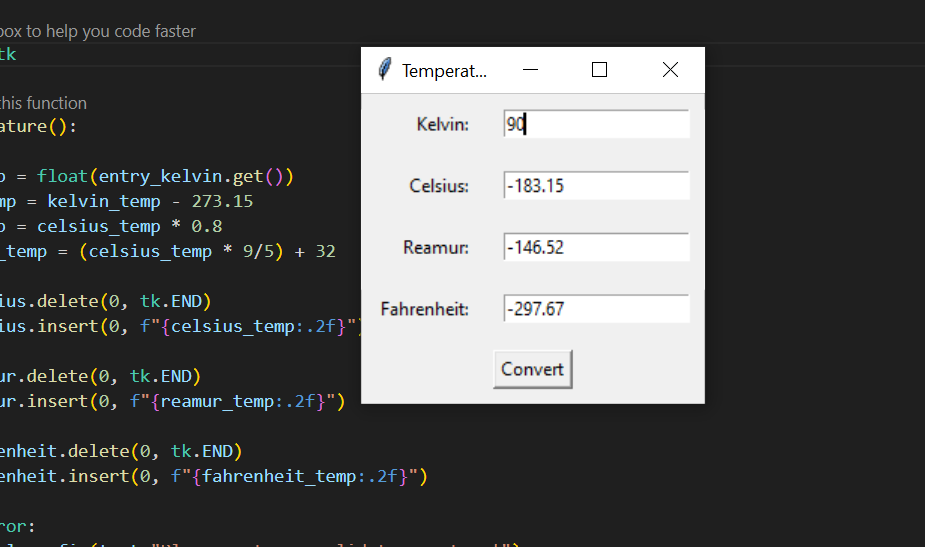 box to help you code faster
tk
this function
ature():
p = float(entry_kelvin.get())
mp = kelvin_temp - 273.15
p = celsius_temp * 0.8
_temp = (celsius_temp * 9/5) + 32
ius.delete(0, tk.END)
ius.insert(0, f"{celsius_temp:.2f}")
ur.delete(0, tk.END)
ur.insert(0, f"{reamur_temp:.2f}")
enheit.delete(0, tk.END)
enheit.insert(0, f"{fahrenheit_temp:.2f}")
ror:
Temperat...
Kelvin: 90
Celsius: -183.15
Reamur: -146.52
Fahrenheit: -297.67
Convert